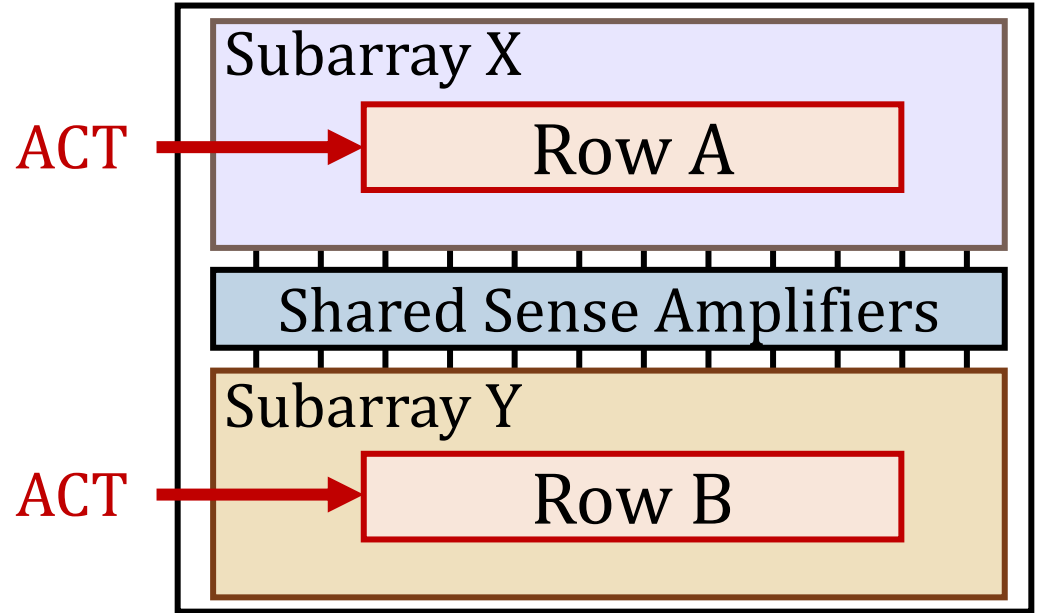 Subarray X
ACT
Row A
Shared Sense Amplifiers
Subarray Y
ACT
Row B